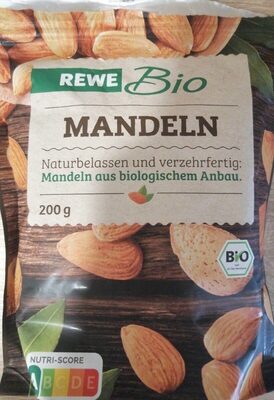 REWE Bio
MANDELN
Naturbelassen und verzehrfertig:
Mandeln aus biologischem Anbau.
200 g
BIO
NUTRI-SCORE
A B C D E